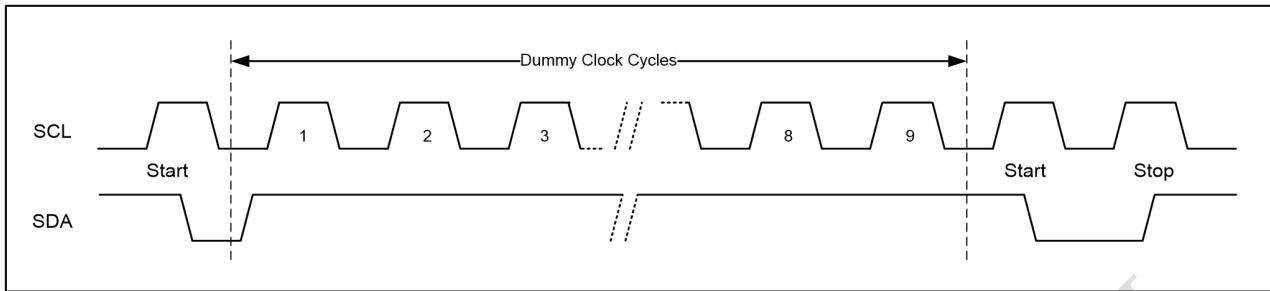 Dummy Clock Cycles
SCL
1 2 3 8 9
Start Start Stop
SDA